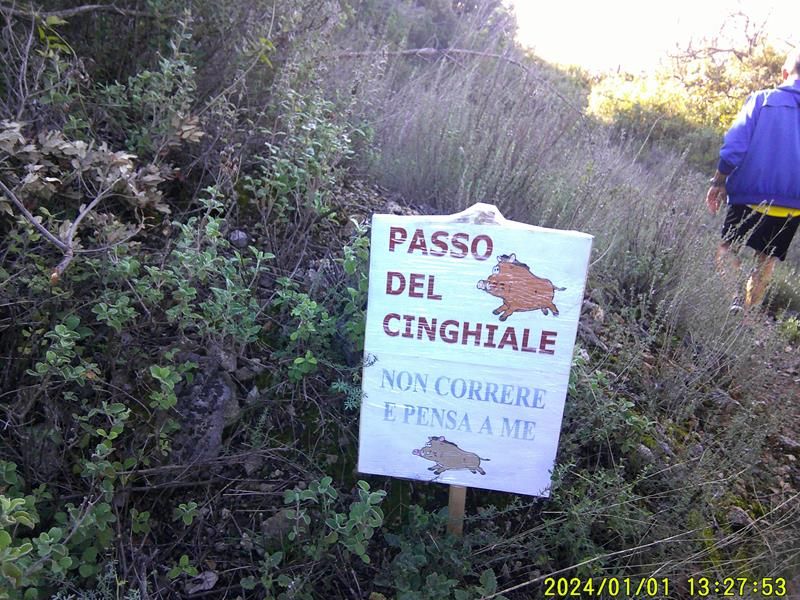 PASSO
DEL
CINGHIALE
NON CORRERE
E PENSA A ME
2024/01/01 13:27:53